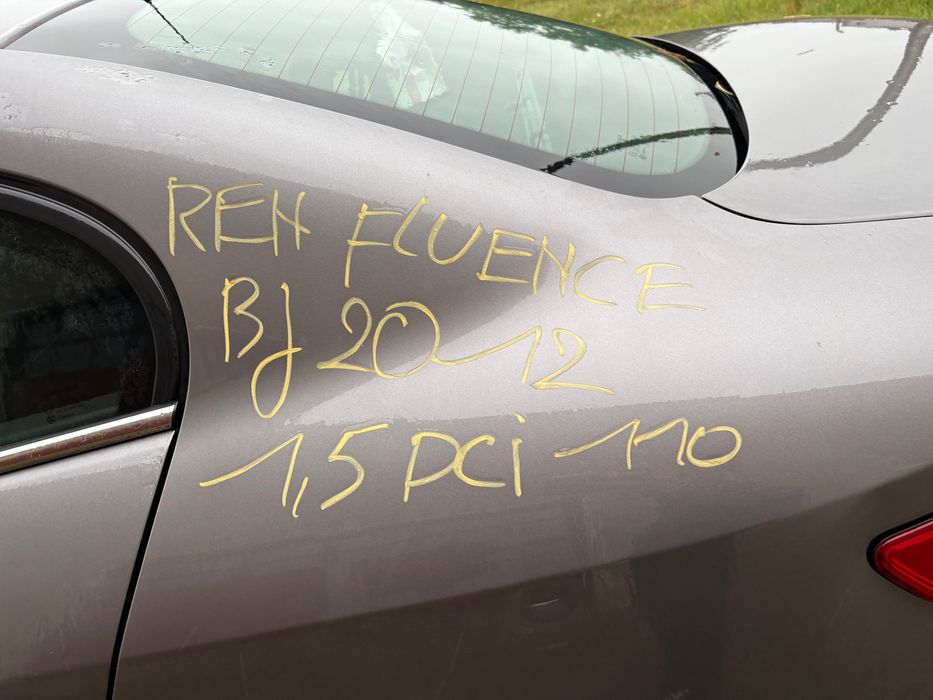 REN FLUENCE
BJ 2012
1,5 DCi 110